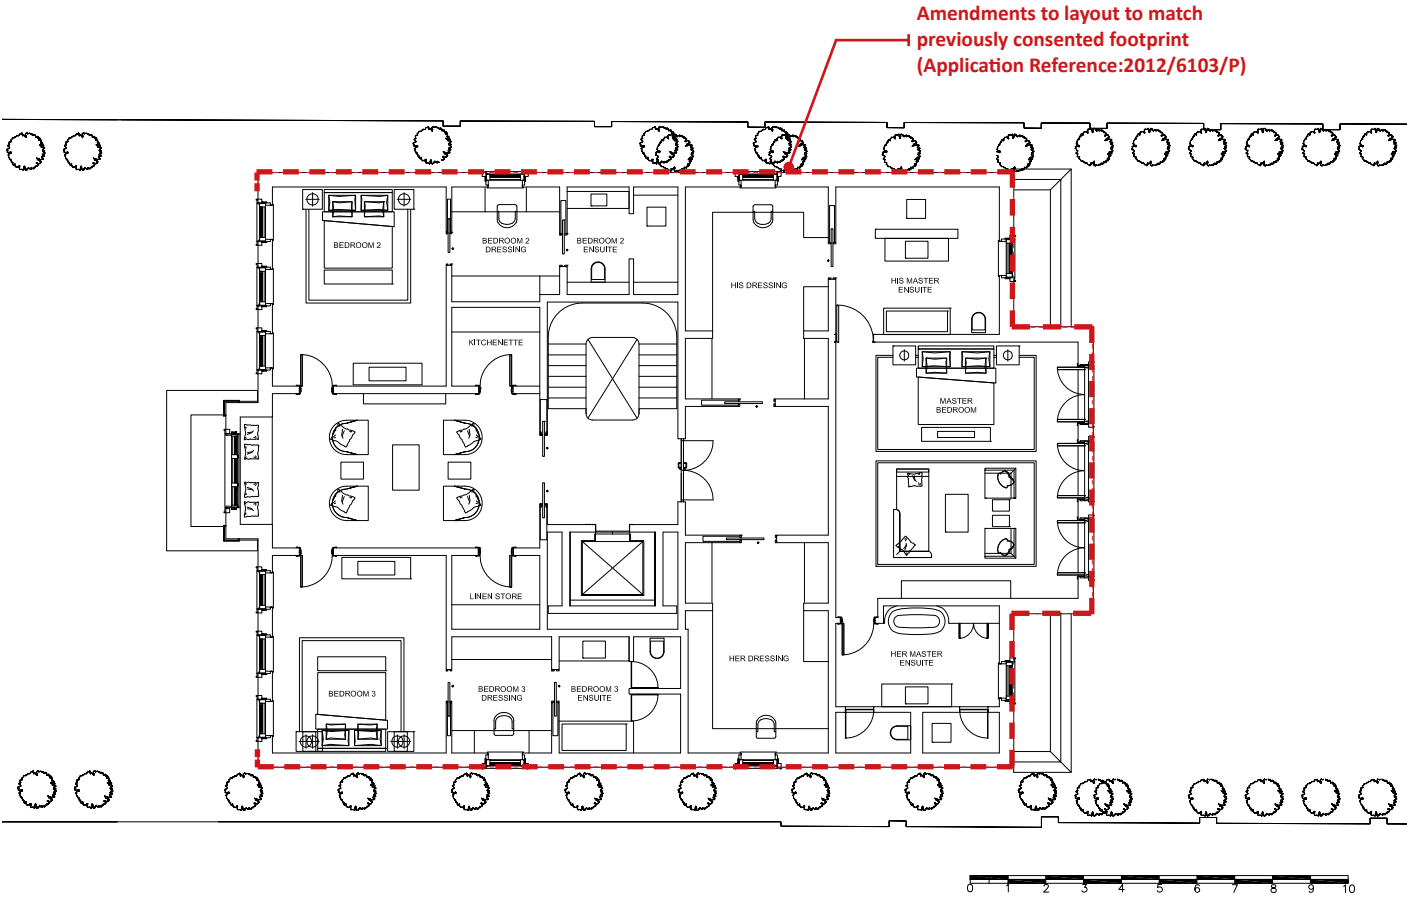 Amendments to layout to match
previously consented footprint
(Application Reference:2012/6103/P)
BEDROOM 2
BEDROOM 2
DRESSING
BEDROOM 2
ENSUITE
HIS DRESSING
HIS MASTER
ENSUITE
KITCHENETTE
MASTER
BEDROOM
LINEN STORE
BEDROOM 3
BEDROOM 3
DRESSING
BEDROOM 3
ENSUITE
HER DRESSING
HER MASTER
ENSUITE
0 1 2 3 4 5 6 7 8 9 10